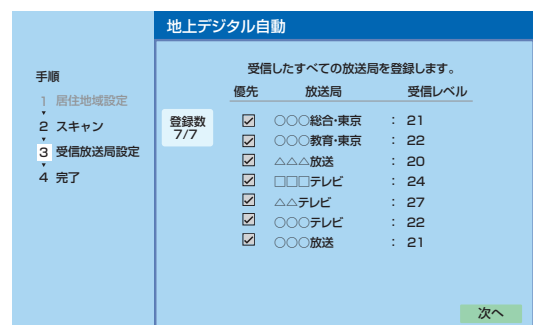 地上デジタル自動
手順
1 居住地域設定
2 スキャン
3 受信放送局設定
4 完了
受信したすべての放送局を登録します。
優先 放送局 受信レベル
登録数
7/7
○○○総合・東京 : 21
○○○教育・東京 : 22
△△△放送 : 20
□□□テレビ : 24
△△テレビ : 27
○○○テレビ : 22
○○○放送 : 21
次へ